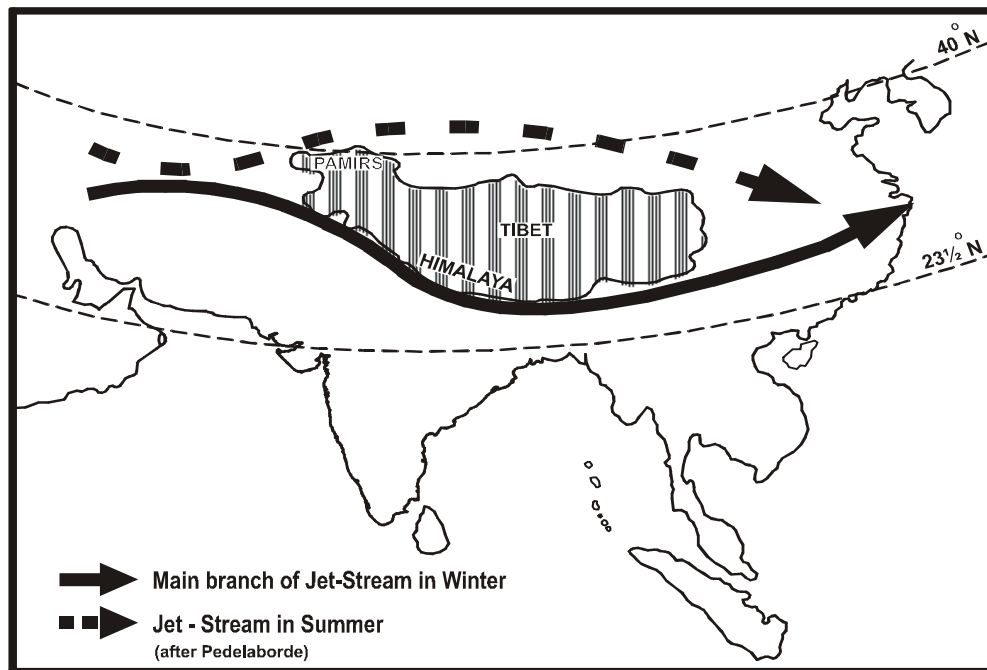 40° N
PAMIRS
TIBET
HIMALAYA
23½° N
Main branch of Jet-Stream in Winter
Jet - Stream in Summer
(after Pedelaborde)